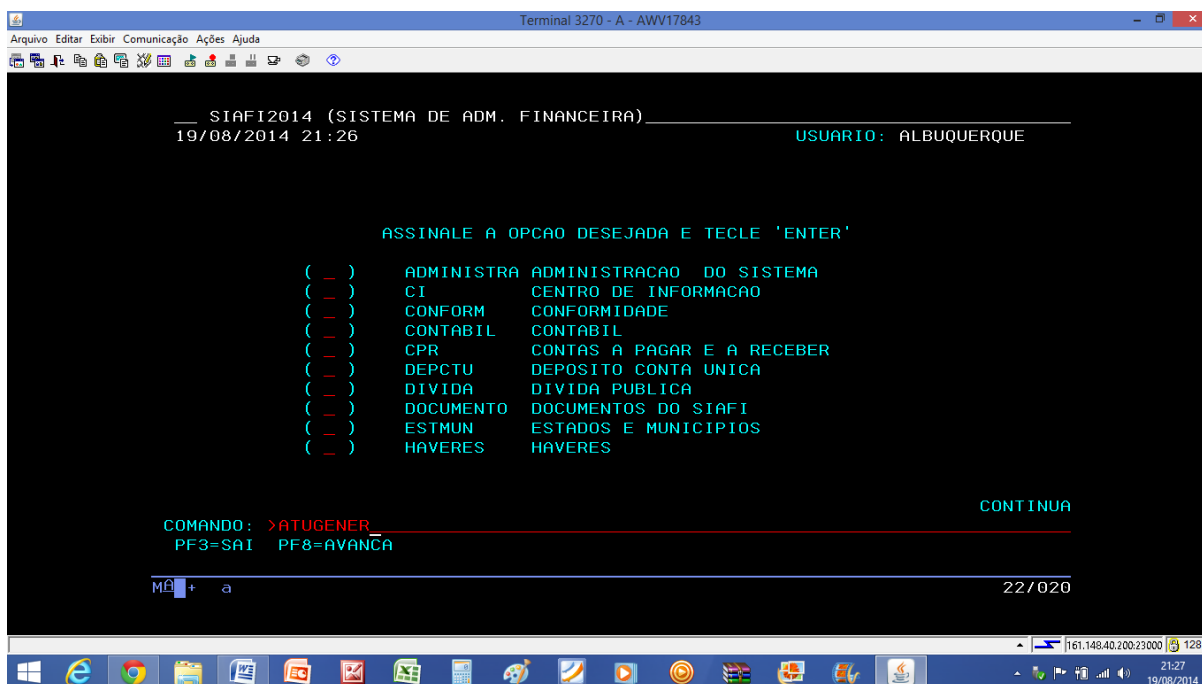 Terminal 3270 - A - AWV17843
Arquivo Editar Exibir Comunicação Ações Ajuda
__ SIAFI2014 (SISTEMA DE ADM. FINANCEIRA)
19/08/2014 21:26 USUARIO: ALBUQUERQUE
ASSINALE A OPCAO DESEJADA E TECLE 'ENTER'
( _ ) ADMINISTRA ADMINISTRACAO DO SISTEMA
( _ ) CI CENTRO DE INFORMACAO
( _ ) CONFORM CONFORMIDADE
( _ ) CONTABIL CONTABIL
( _ ) CPR CONTAS A PAGAR E A RECEBER
( _ ) DEPCTU DEPOSITO CONTA UNICA
( _ ) DIVIDA DIVIDA PUBLICA
( _ ) DOCUMENTO DOCUMENTOS DO SIAFI
( _ ) ESTMUN ESTADOS E MUNICIPIOS
( _ ) HAVERES HAVERES
CONTINUA
COMANDO: >ATUGENER_
PF3=SAI PF8=AVANCA
MA + a 22/020
161.148.40.200:23000 128
21:27
19/08/2014